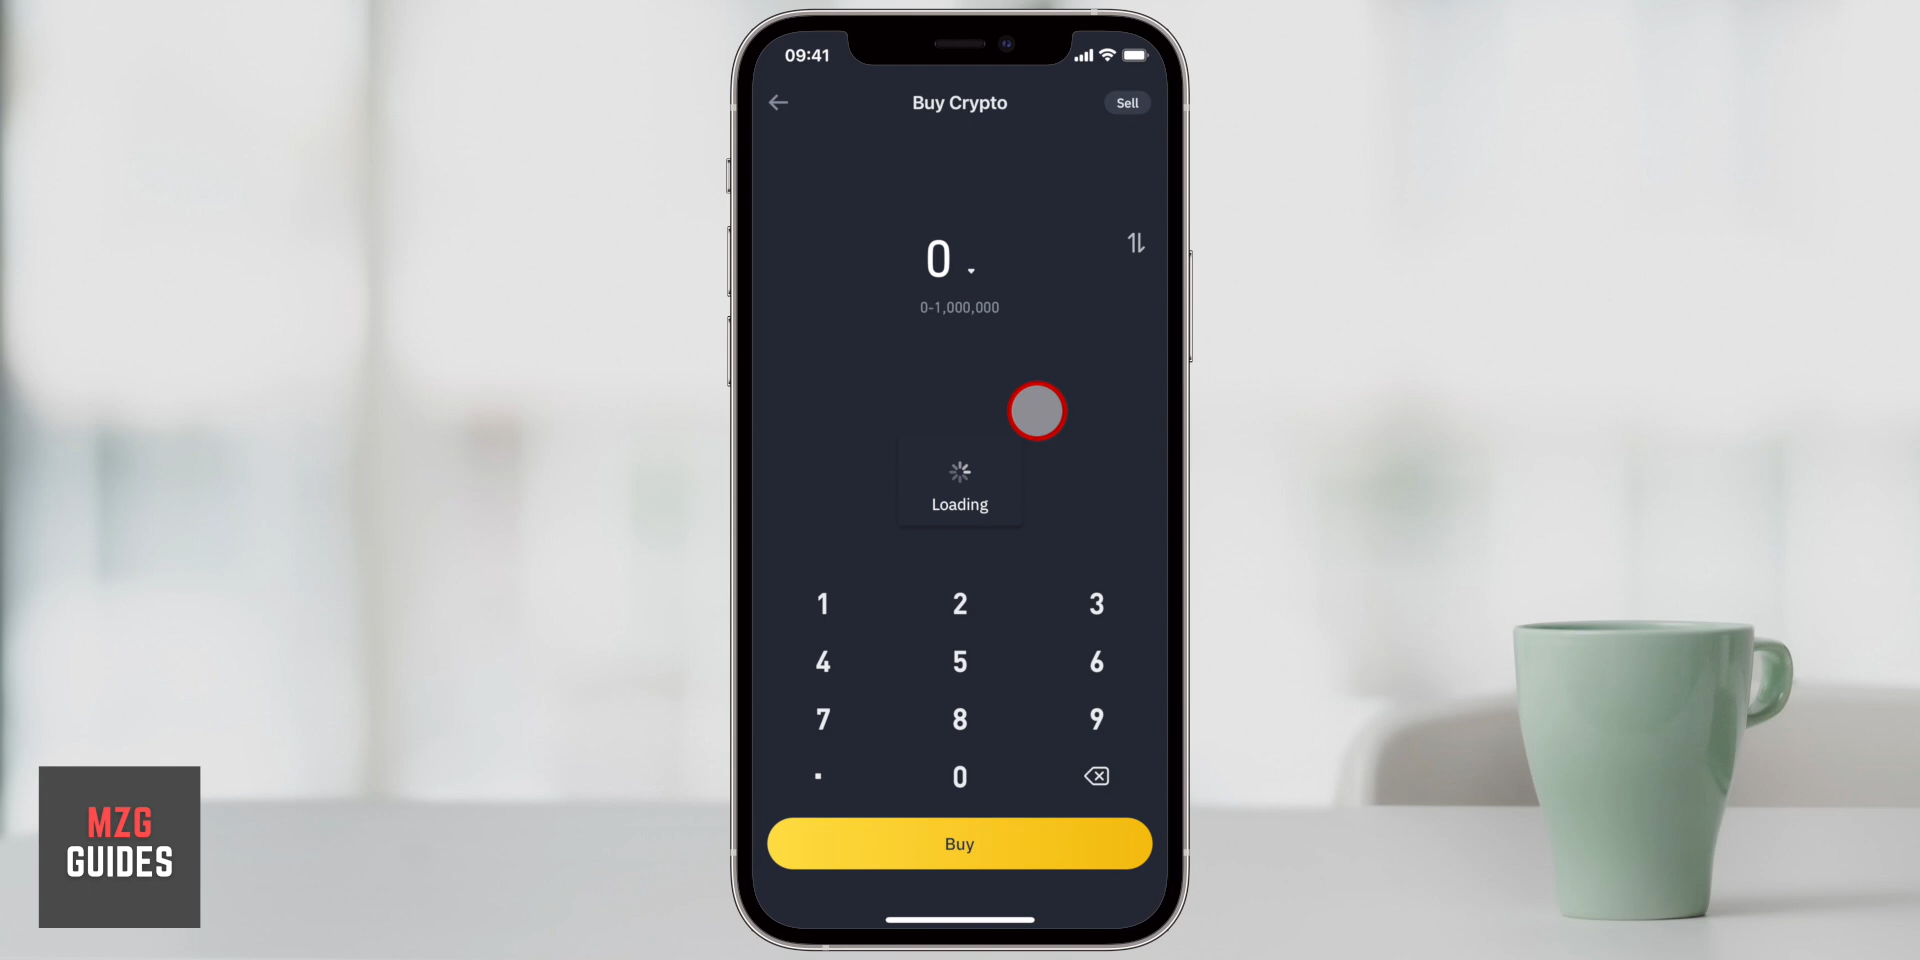 09:41
Buy Crypto
Sell
0
0-1,000,000
Loading
1 2 3
4 5 6
7 8 9
. 0
Buy
MZG
GUIDES